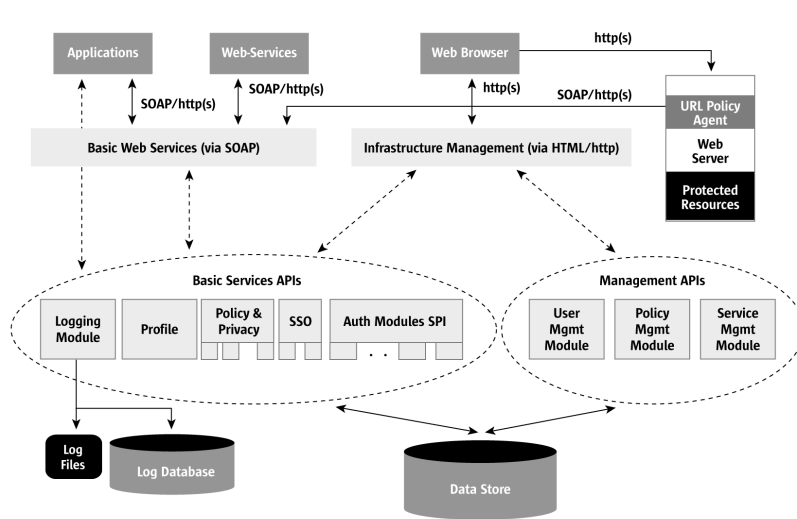 http(s)
Applications
Web-Services
Web Browser
SOAP/http(s)
SOAP/http(s)
http(s)
SOAP/http(s)
URL Policy
Agent
Web
Server
Protected
Resources
Basic Web Services (via SOAP)
Infrastructure Management (via HTML/http)
Basic Services APIs
Management APIs
Logging
Module
Profile
Policy &
Privacy
SSO
Auth Modules SPI
. .
User
Mgmt
Module
Policy
Mgmt
Module
Service
Mgmt
Module
Log
Files
Log Database
Data Store